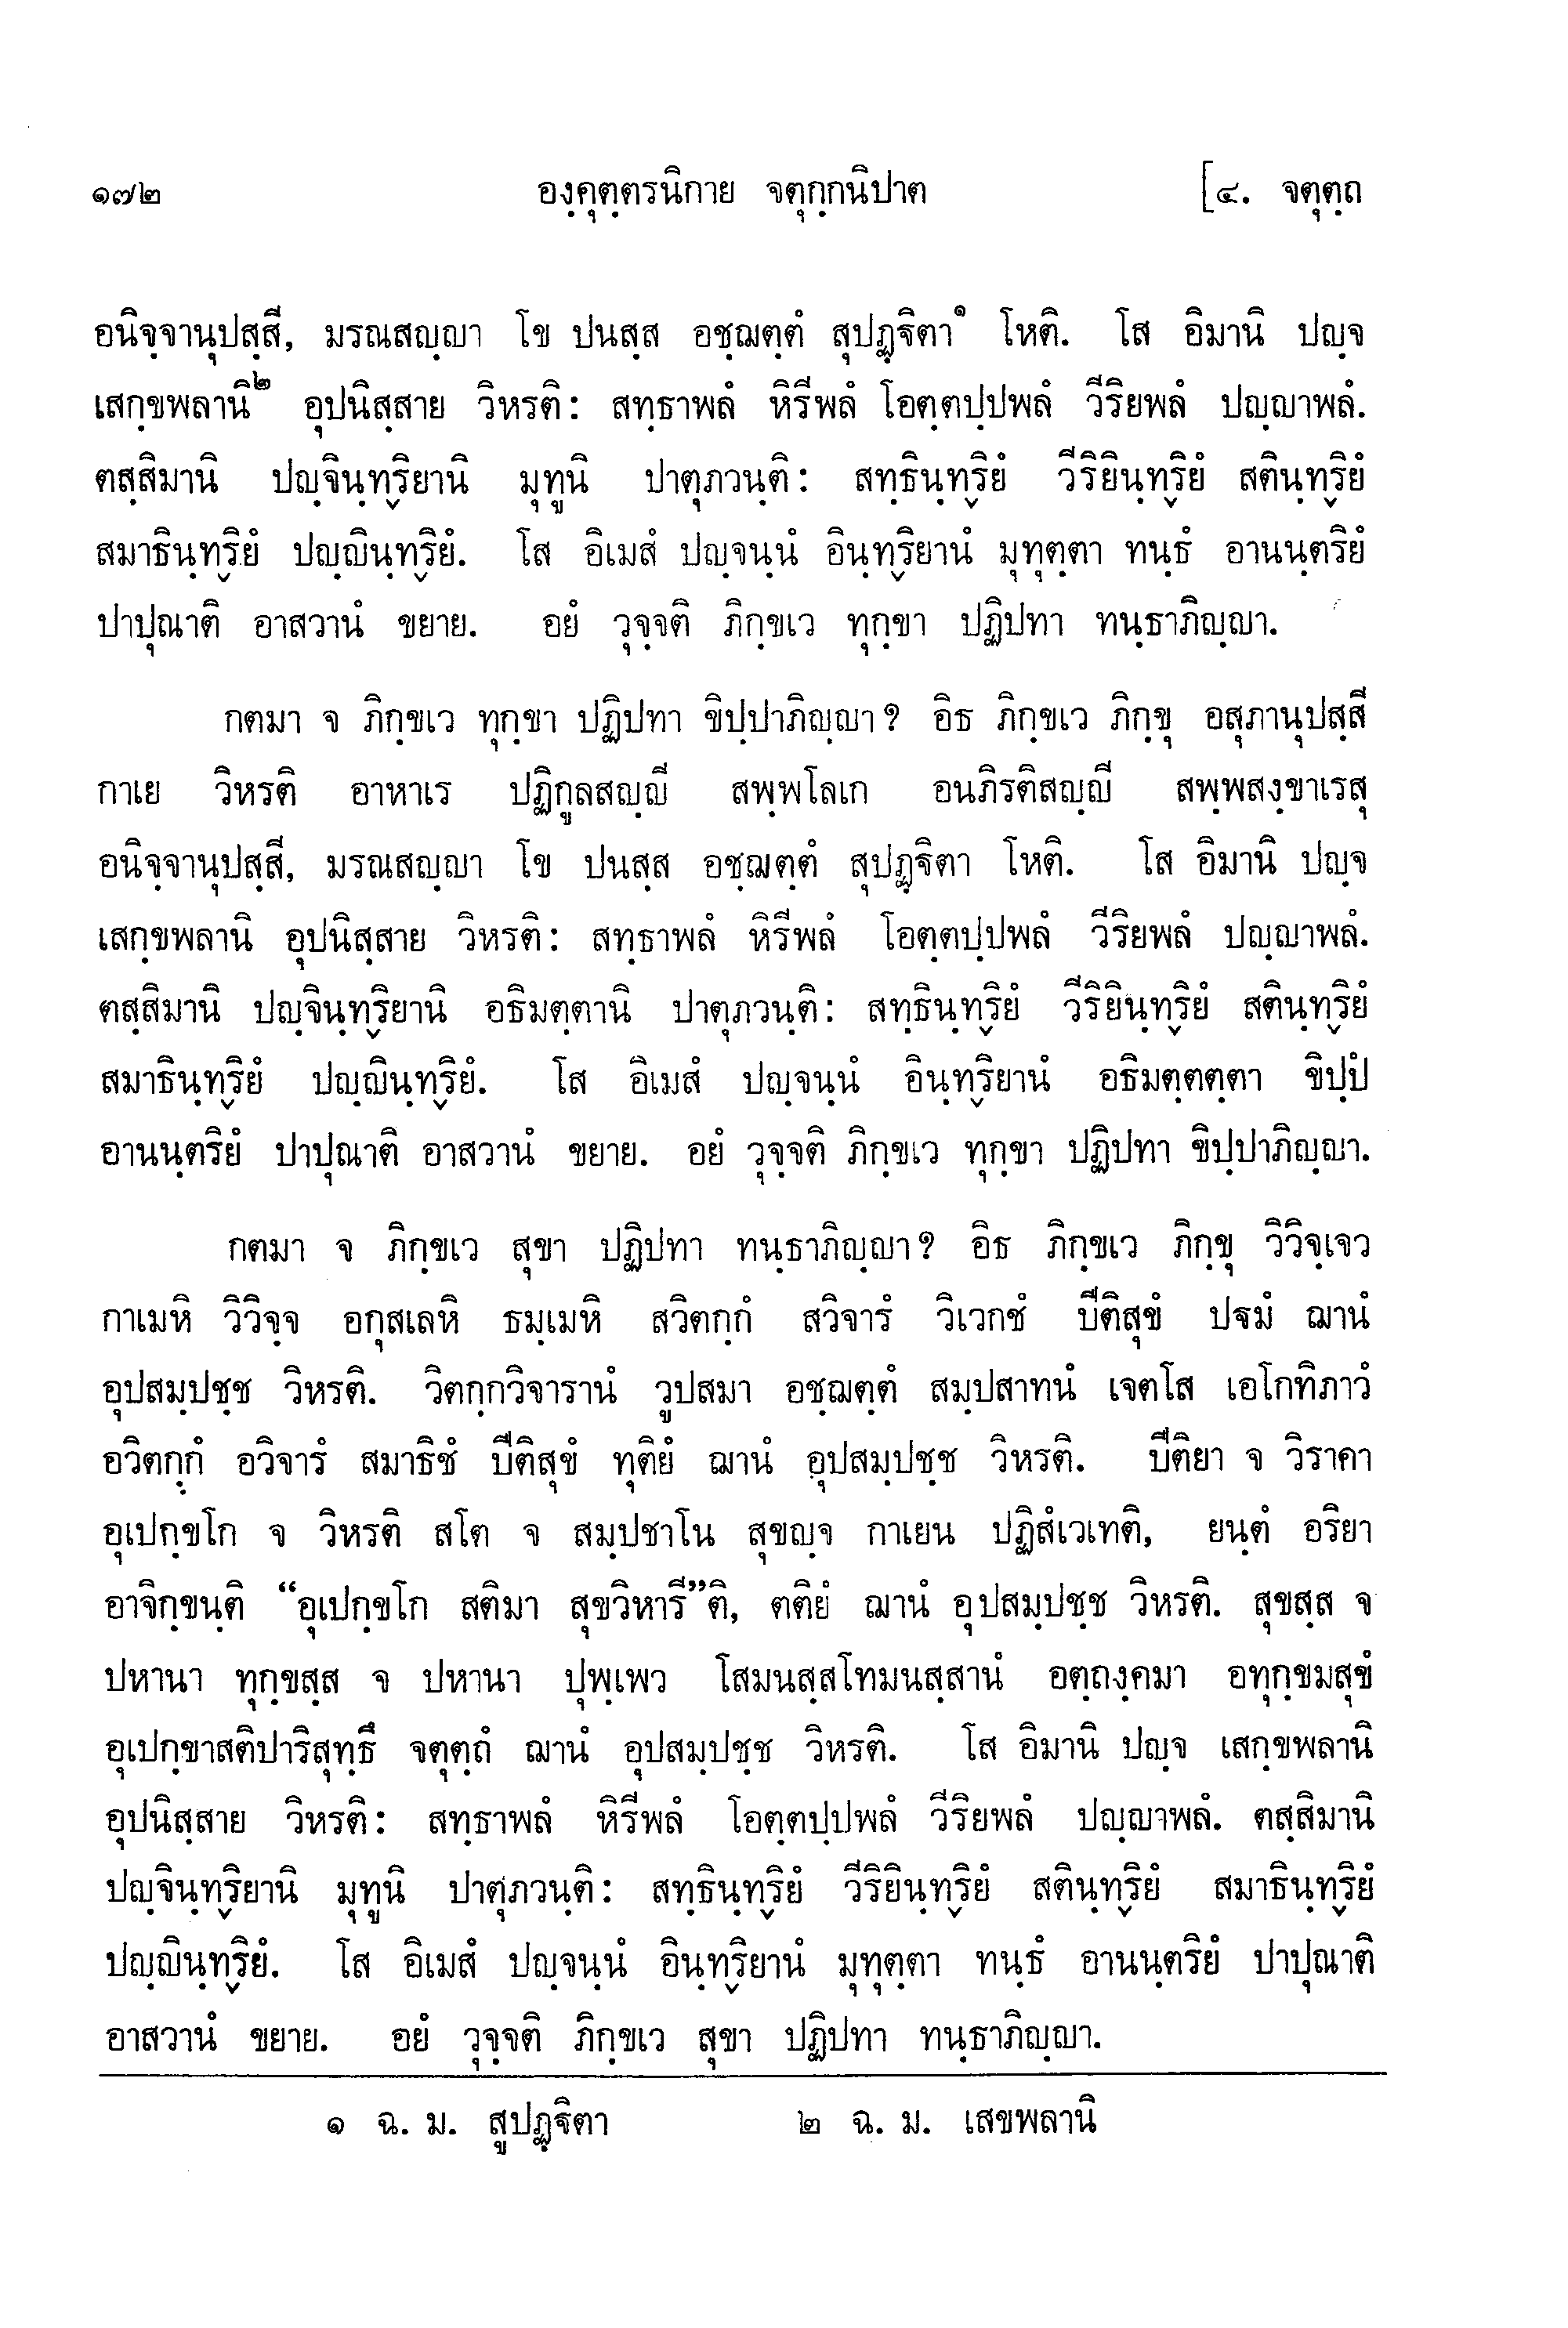 ๑๗๒ องฺคุตฺตรนิกาย จตุกฺกนิปาต [๔. จตุตฺถ
อนิจฺจานุปสฺสี, มรณสญฺญา โข ปนสฺส อชฺฌตฺตํ สุปฏฺฐิตา๑ โหติ. โส อิมานิ ปญฺจ
เสกฺขพลานิ๒ อุปนิสฺสาย วิหรติ: สทฺธาพลํ หิรีพลํ โอตฺตปฺปพลํ วีริยพลํ ปญฺญาพลํ.
ตสฺสิมานิ ปญฺจินฺทฺริยานิ มุทูนิ ปาตุภวนฺติ: สทฺธินฺทฺริยํ วีริยินฺทฺริยํ สตินฺทฺริยํ
สมาธินฺทฺริยํ ปญฺญินฺทฺริยํ. โส อิเมสํ ปญฺจนฺนํ อินฺทฺริยานํ มุทุตฺตา ทนฺธํ อานนฺตริยํ
ปาปุณาติ อาสวานํ ขยาย. อยํ วุจฺจติ ภิกฺขเว ทุกฺขา ปฏิปทา ทนฺธาภิญฺญา.
กตมา จ ภิกฺขเว ทุกฺขา ปฏิปทา ขิปฺปาภิญฺญา? อิธ ภิกฺขเว ภิกฺขุ อสุภานุปสฺสี
กาเย วิหรติ อาหาเร ปฏิกูลสญฺญี สพฺพโลเก อนภิรติสญฺญี สพฺพสงฺขาเรสุ
อนิจฺจานุปสฺสี, มรณสญฺญา โข ปนสฺส อชฺฌตฺตํ สุปฏฺฐิตา โหติ. โส อิมานิ ปญฺจ
เสกฺขพลานิ อุปนิสฺสาย วิหรติ: สทฺธาพลํ หิรีพลํ โอตฺตปฺปพลํ วีริยพลํ ปญฺญาพลํ.
ตสฺสิมานิ ปญฺจินฺทฺริยานิ อธิมตฺตานิ ปาตุภวนฺติ: สทฺธินฺทฺริยํ วีริยินฺทฺริยํ สตินฺทฺริยํ
สมาธินฺทฺริยํ ปญฺญินฺทฺริยํ. โส อิเมสํ ปญฺจนฺนํ อินฺทฺริยานํ อธิมตฺตตฺตา ขิปฺปํ
อานนฺตริยํ ปาปุณาติ อาสวานํ ขยาย. อยํ วุจฺจติ ภิกฺขเว ทุกฺขา ปฏิปทา ขิปฺปาภิญฺญา.
กตมา จ ภิกฺขเว สุขา ปฏิปทา ทนฺธาภิญฺญา? อิธ ภิกฺขเว ภิกฺขุ วิวิจฺเจว
กาเมหิ วิวิจฺจ อกุสเลหิ ธมฺเมหิ สวิตกฺกํ สวิจารํ วิเวกชํ ปีติสุขํ ปฐมํ ฌานํ
อุปสมฺปชฺช วิหรติ. วิตกฺกวิจารานํ วูปสมา อชฺฌตฺตํ สมฺปสาทนํ เจตโส เอโกทิภาวํ
อวิตกฺกํ อวิจารํ สมาธิชํ ปีติสุขํ ทุติยํ ฌานํ อุปสมฺปชฺช วิหรติ. ปีติยา จ วิราคา
อุเปกฺขโก จ วิหรติ สโต จ สมฺปชาโน สุขญฺจ กาเยน ปฏิสํเวเทติ, ยนฺตํ อริยา
อาจิกฺขนฺติ “อุเปกฺขโก สติมา สุขวิหารี”ติ, ตติยํ ฌานํ อุปสมฺปชฺช วิหรติ. สุขสฺส จ
ปหานา ทุกฺขสฺส จ ปหานา ปุพฺเพว โสมนสฺสโทมนสฺสานํ อตฺถงฺคมา อทุกฺขมสุขํ
อุเปกฺขาสติปาริสุทฺธึ จตุตฺถํ ฌานํ อุปสมฺปชฺช วิหรติ. โส อิมานิ ปญฺจ เสกฺขพลานิ
อุปนิสฺสาย วิหรติ: สทฺธาพลํ หิรีพลํ โอตฺตปฺปพลํ วีริยพลํ ปญฺญาพลํ. ตสฺสิมานิ
ปญฺจินฺทฺริยานิ มุทูนิ ปาตุภวนฺติ: สทฺธินฺทฺริยํ วีริยินฺทฺริยํ สตินฺทฺริยํ สมาธินฺทฺริยํ
ปญฺญินฺทฺริยํ. โส อิเมสํ ปญฺจนฺนํ อินฺทฺริยานํ มุทุตฺตา ทนฺธํ อานนฺตริยํ ปาปุณาติ
อาสวานํ ขยาย. อยํ วุจฺจติ ภิกฺขเว สุขา ปฏิปทา ทนฺธาภิญฺญา.
๑ ฉ. ม. สูปฏฺฐิตา ๒ ฉ. ม. เสขพลานิ